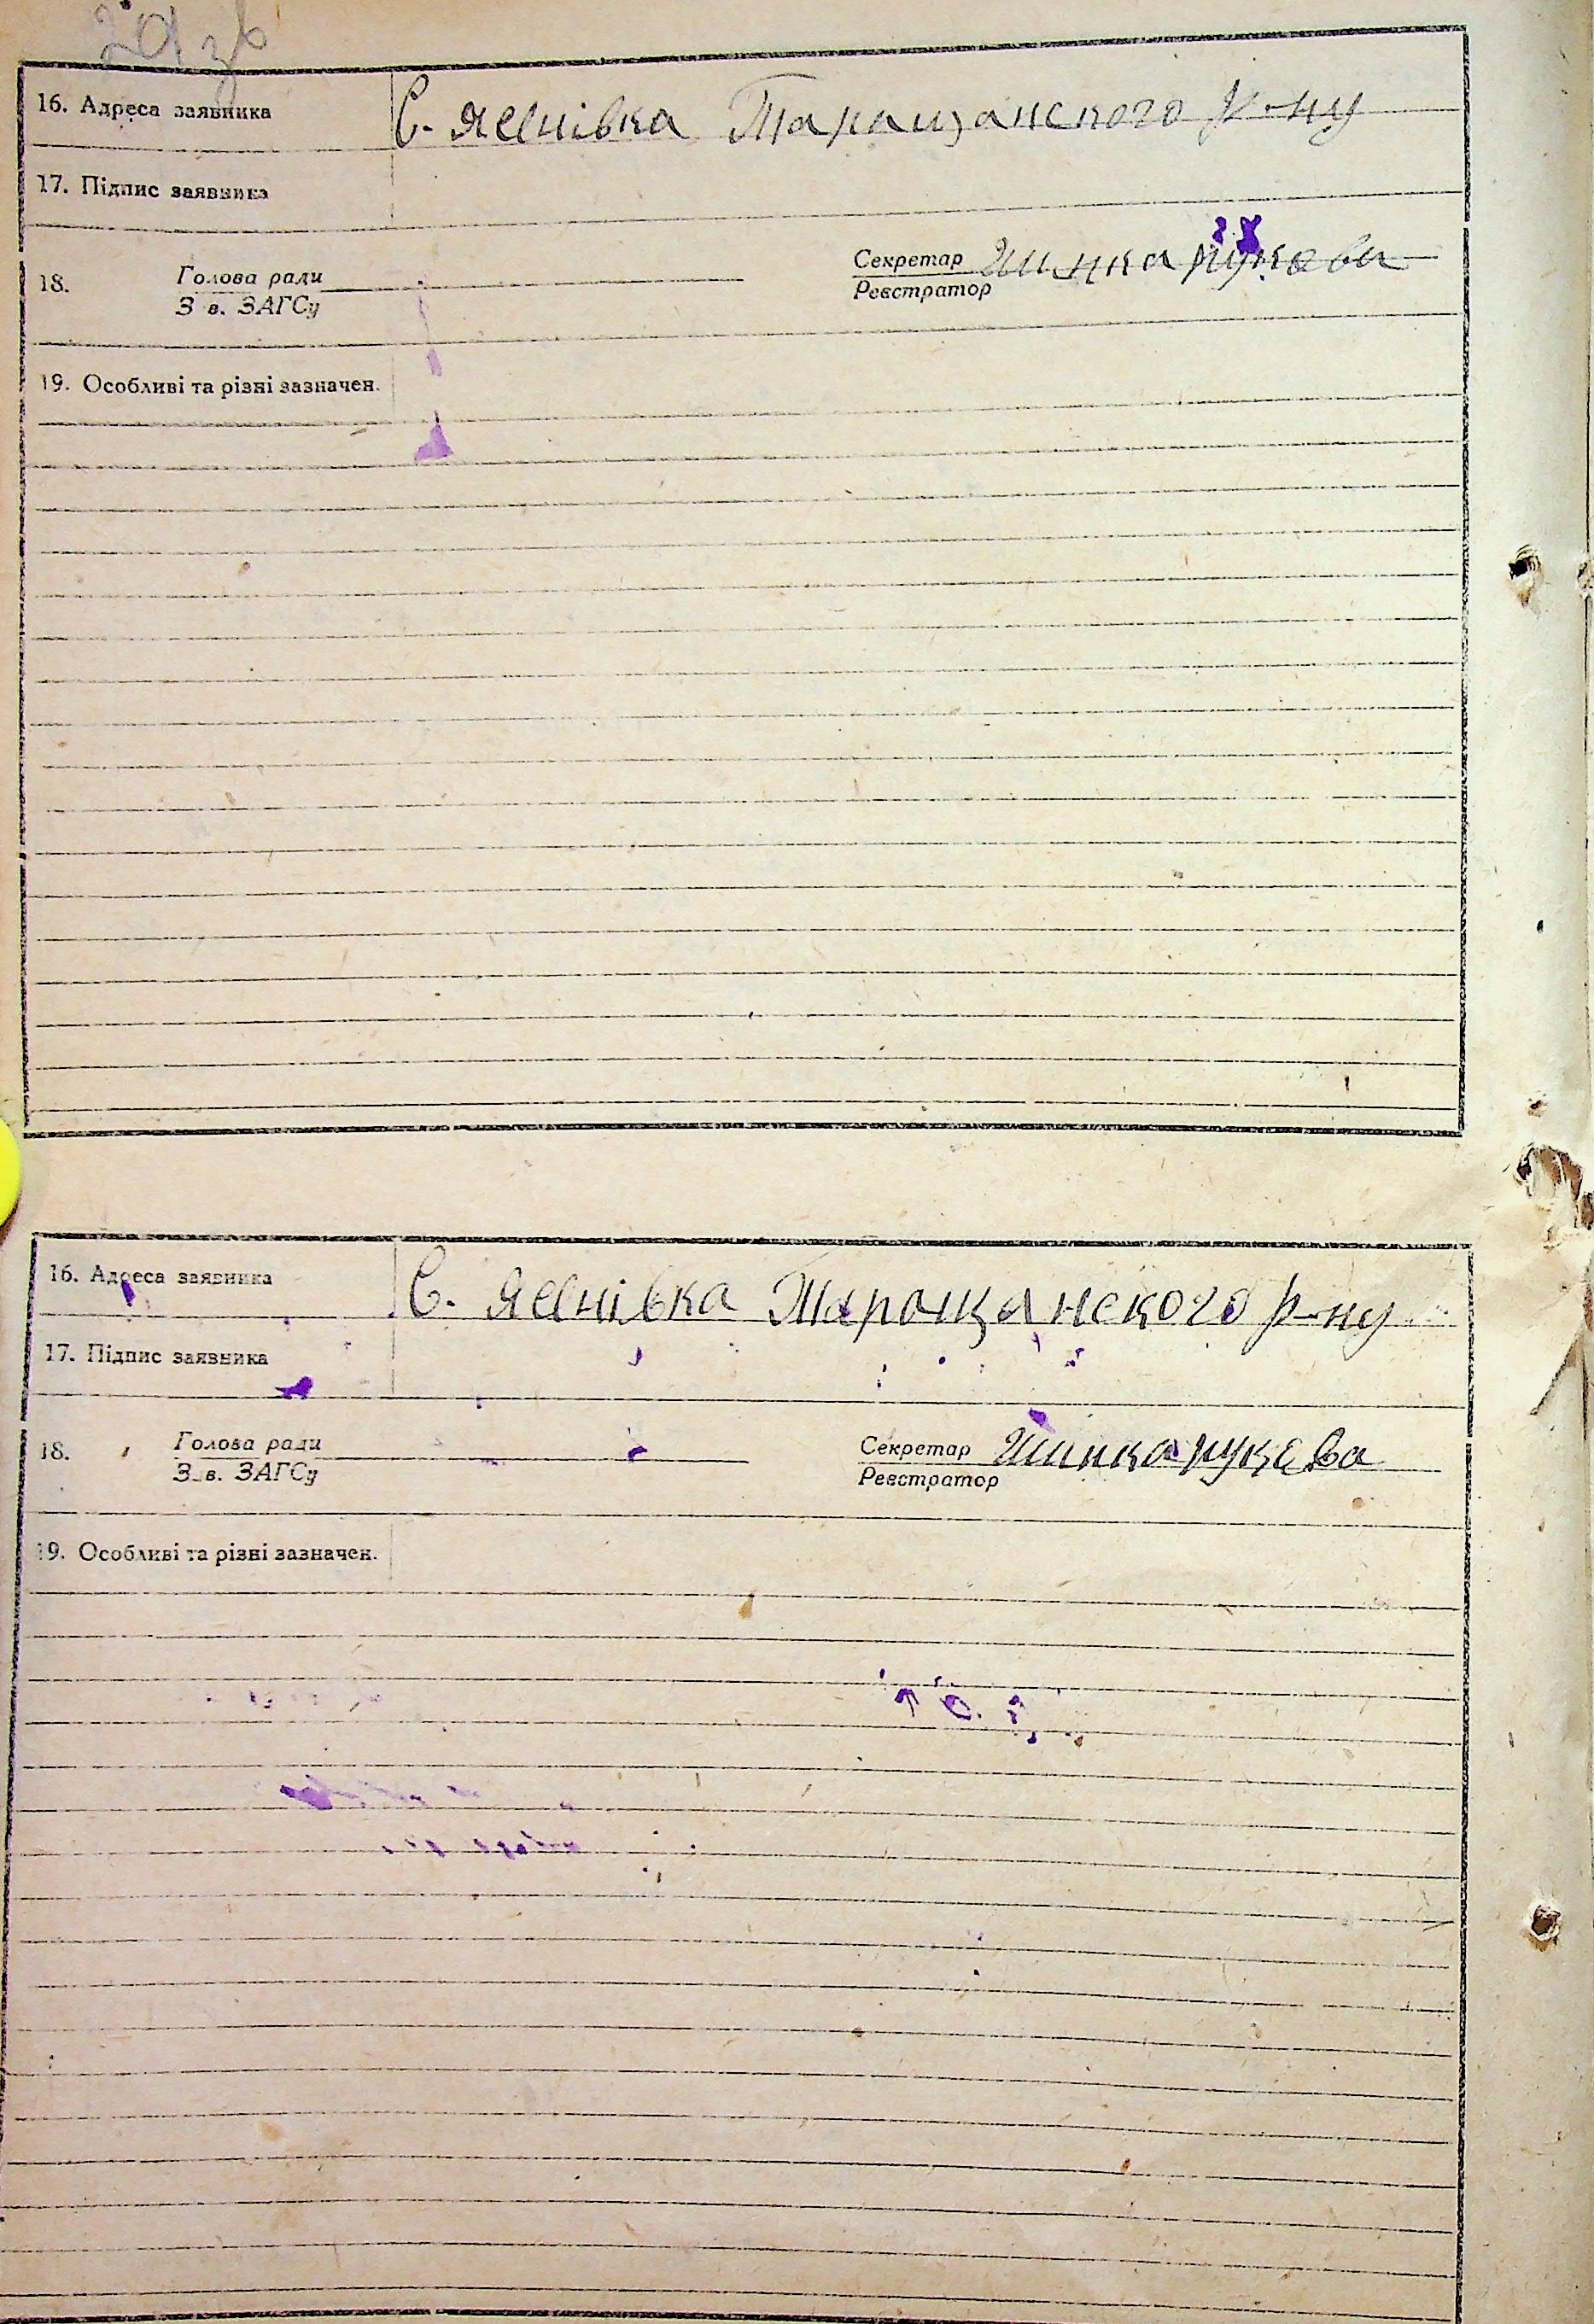 29 зв
16. Адреса заявника С. Яснівка Таращанского р-ну
17. Підпис заявника
18. Голова ради Секретар Шинкарукова
З в. ЗАГСу Реєстратор
19. Особливі та різні зазначен.
16. Адреса заявника С. Яснівка Таращанского р-ну
17. Підпис заявника
18. Голова ради Секретар Шинкарукова
З в. ЗАГСу Реєстратор
19. Особливі та різні зазначен.